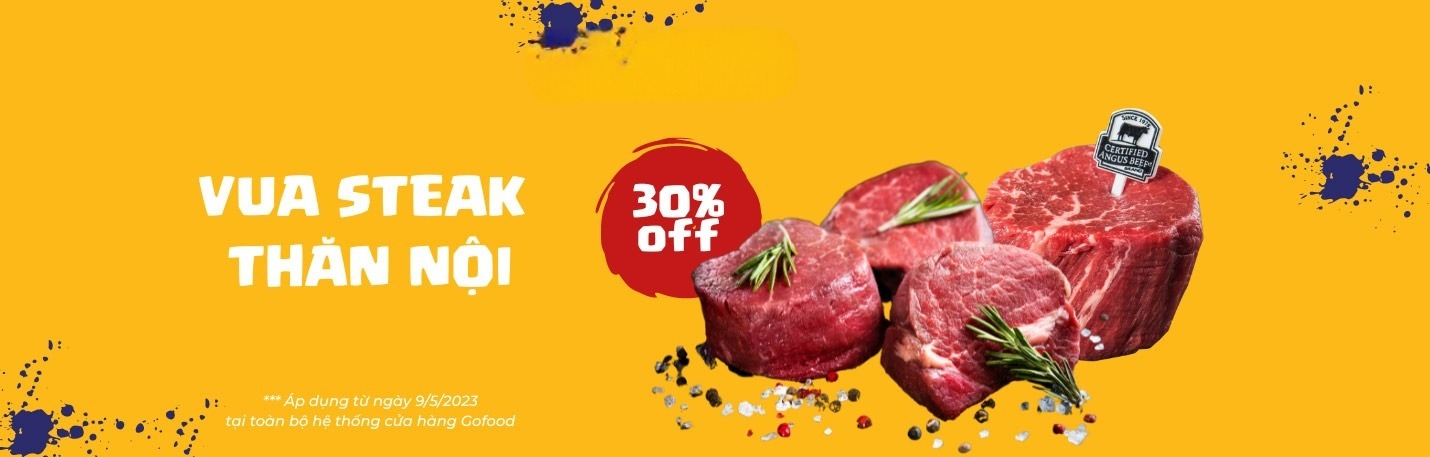 VUA STEAK
THĂN NỘI
30%
off
SINCE 1978
CERTIFIED
ANGUS BEEF®
BRAND
*** Áp dụng từ ngày 9/5/2023
tại toàn bộ hệ thống cửa hàng Gofood